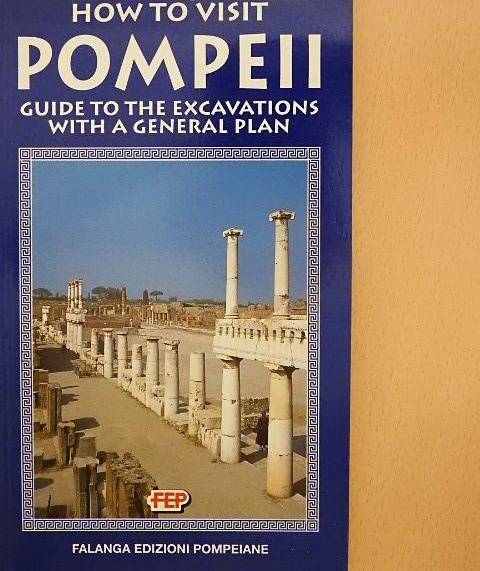 HOW TO VISIT
POMPEII
GUIDE TO THE EXCAVATIONS
WITH A GENERAL PLAN
FEP
FALANGA EDIZIONI POMPEIANE